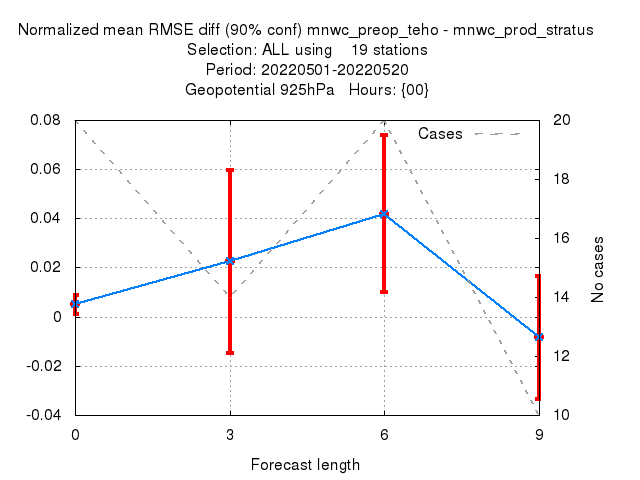 Normalized mean RMSE diff (90% conf) mnwc_preop_teho - mnwc_prod_stratus
Selection: ALL using    19 stations
Period: 20220501-20220520
Geopotential 925hPa   Hours: {00}
Cases
0.08
0.06
0.04
0.02
0
-0.02
-0.04
20
18
16
14
12
10
No cases
0
3
6
9
Forecast length